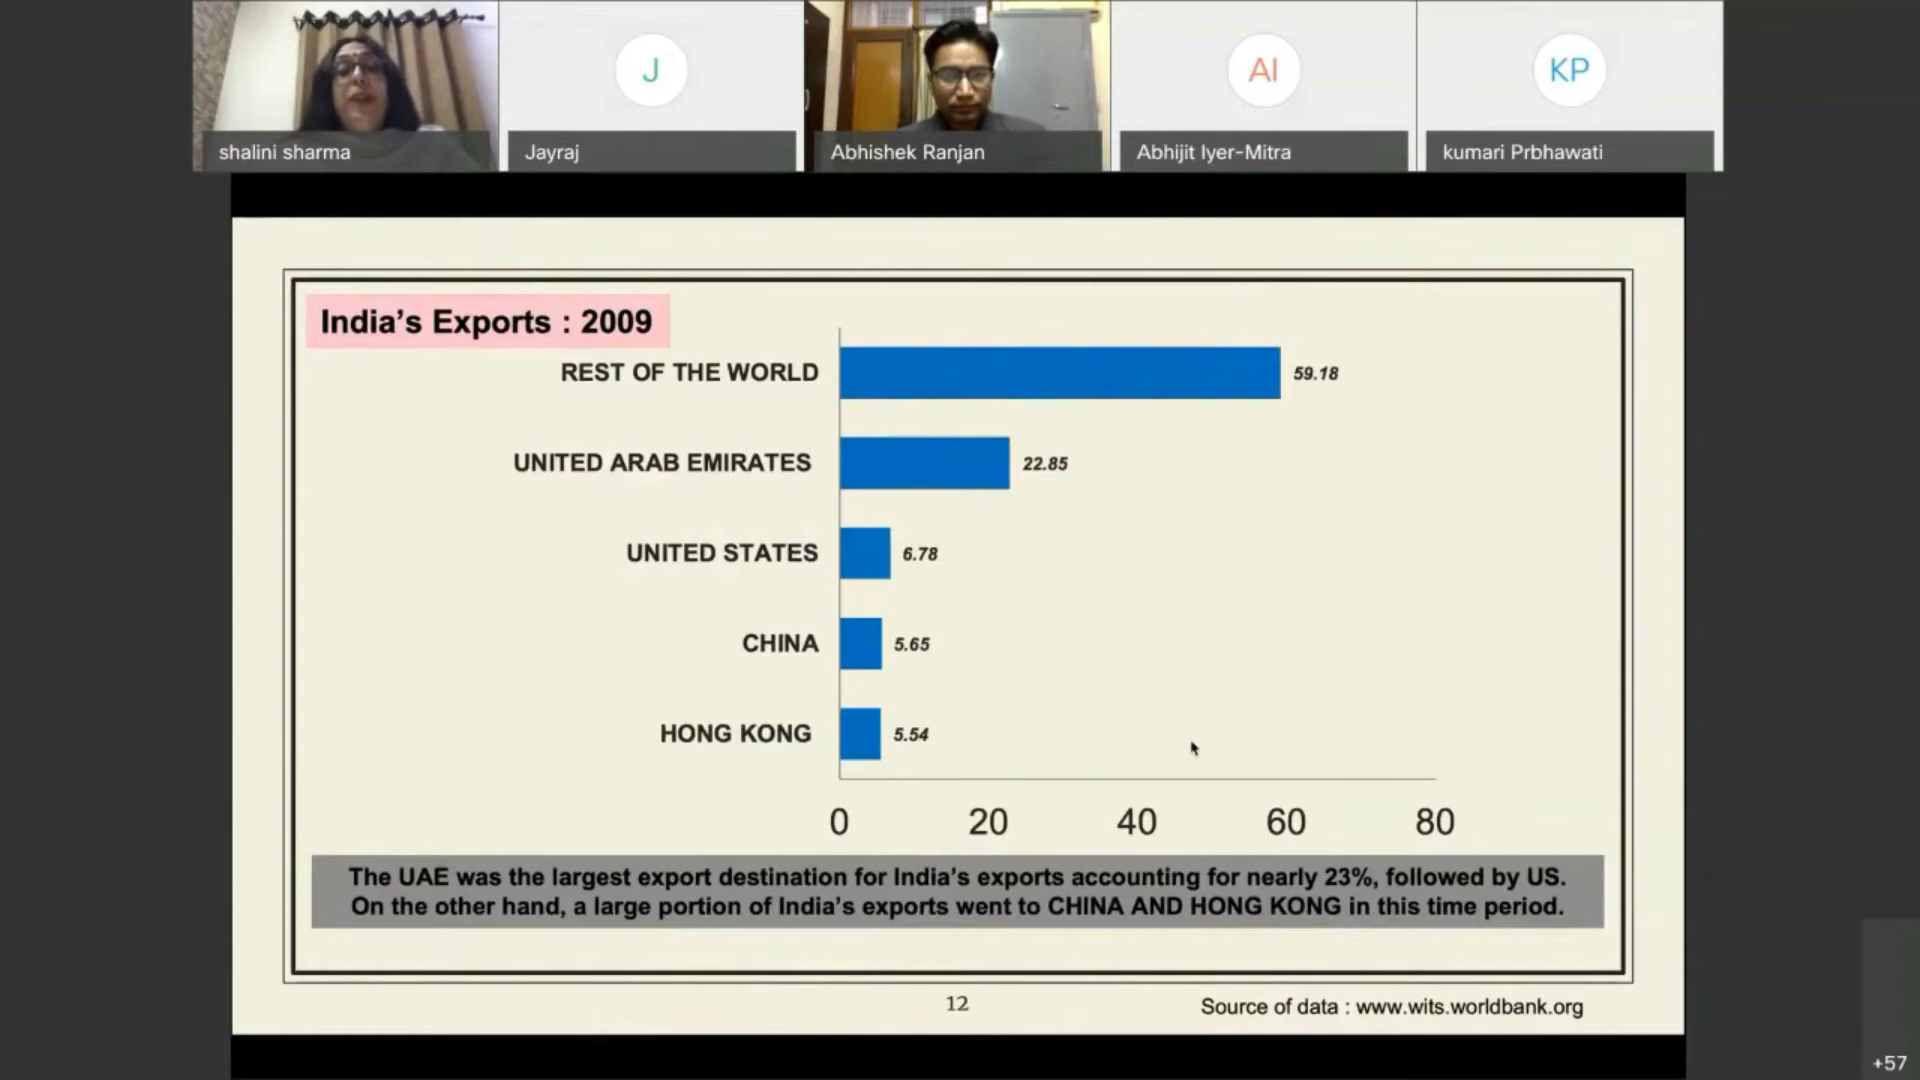 J
AI
KP
shalini sharma
Jayraj
Abhishek Ranjan
Abhijit Iyer-Mitra
kumari Prbhawati
India's Exports : 2009
REST OF THE WORLD 59.18
UNITED ARAB EMIRATES 22.85
UNITED STATES 6.78
CHINA 5.65
HONG KONG 5.54
0 20 40 60 80
The UAE was the largest export destination for India's exports accounting for nearly 23%, followed by US.
On the other hand, a large portion of India's exports went to CHINA AND HONG KONG in this time period.
12
Source of data : www.wits.worldbank.org
+57